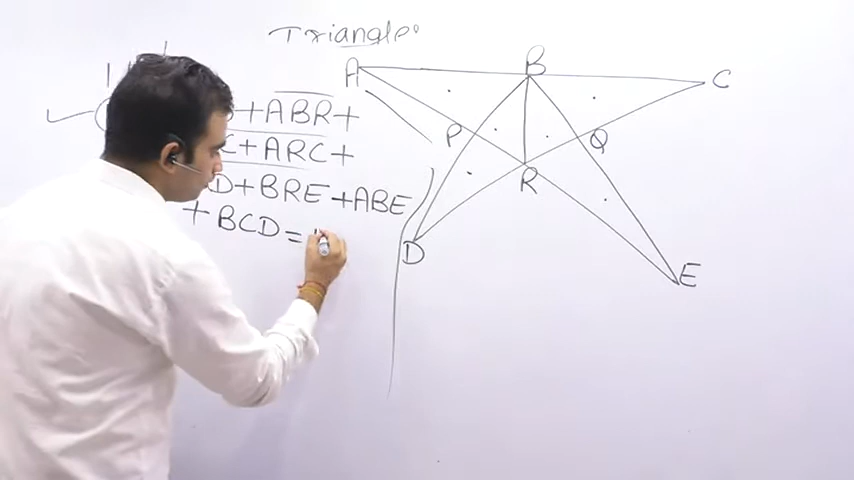 Triangle
+ABR+
C+ARC+
D+BRE+ABE
+BCD=
A
B
C
P
Q
R
D
E